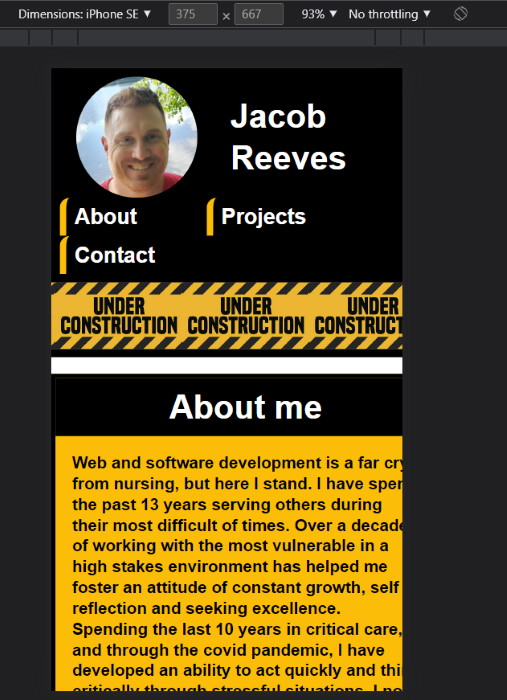 Dimensions: iPhone SE ▼ 375 × 667 93% ▼ No throttling ▼
Jacob
Reeves
About Projects
Contact
UNDER UNDER UNDER
CONSTRUCTION CONSTRUCTION CONSTRUCT
About me
Web and software development is a far cry
from nursing, but here I stand. I have spen
the past 13 years serving others during
their most difficult of times. Over a decade
of working with the most vulnerable in a
high stakes environment has helped me
foster an attitude of constant growth, self
reflection and seeking excellence.
Spending the last 10 years in critical care,
and through the covid pandemic, I have
developed an ability to act quickly and thi
critically through stressful situations. I